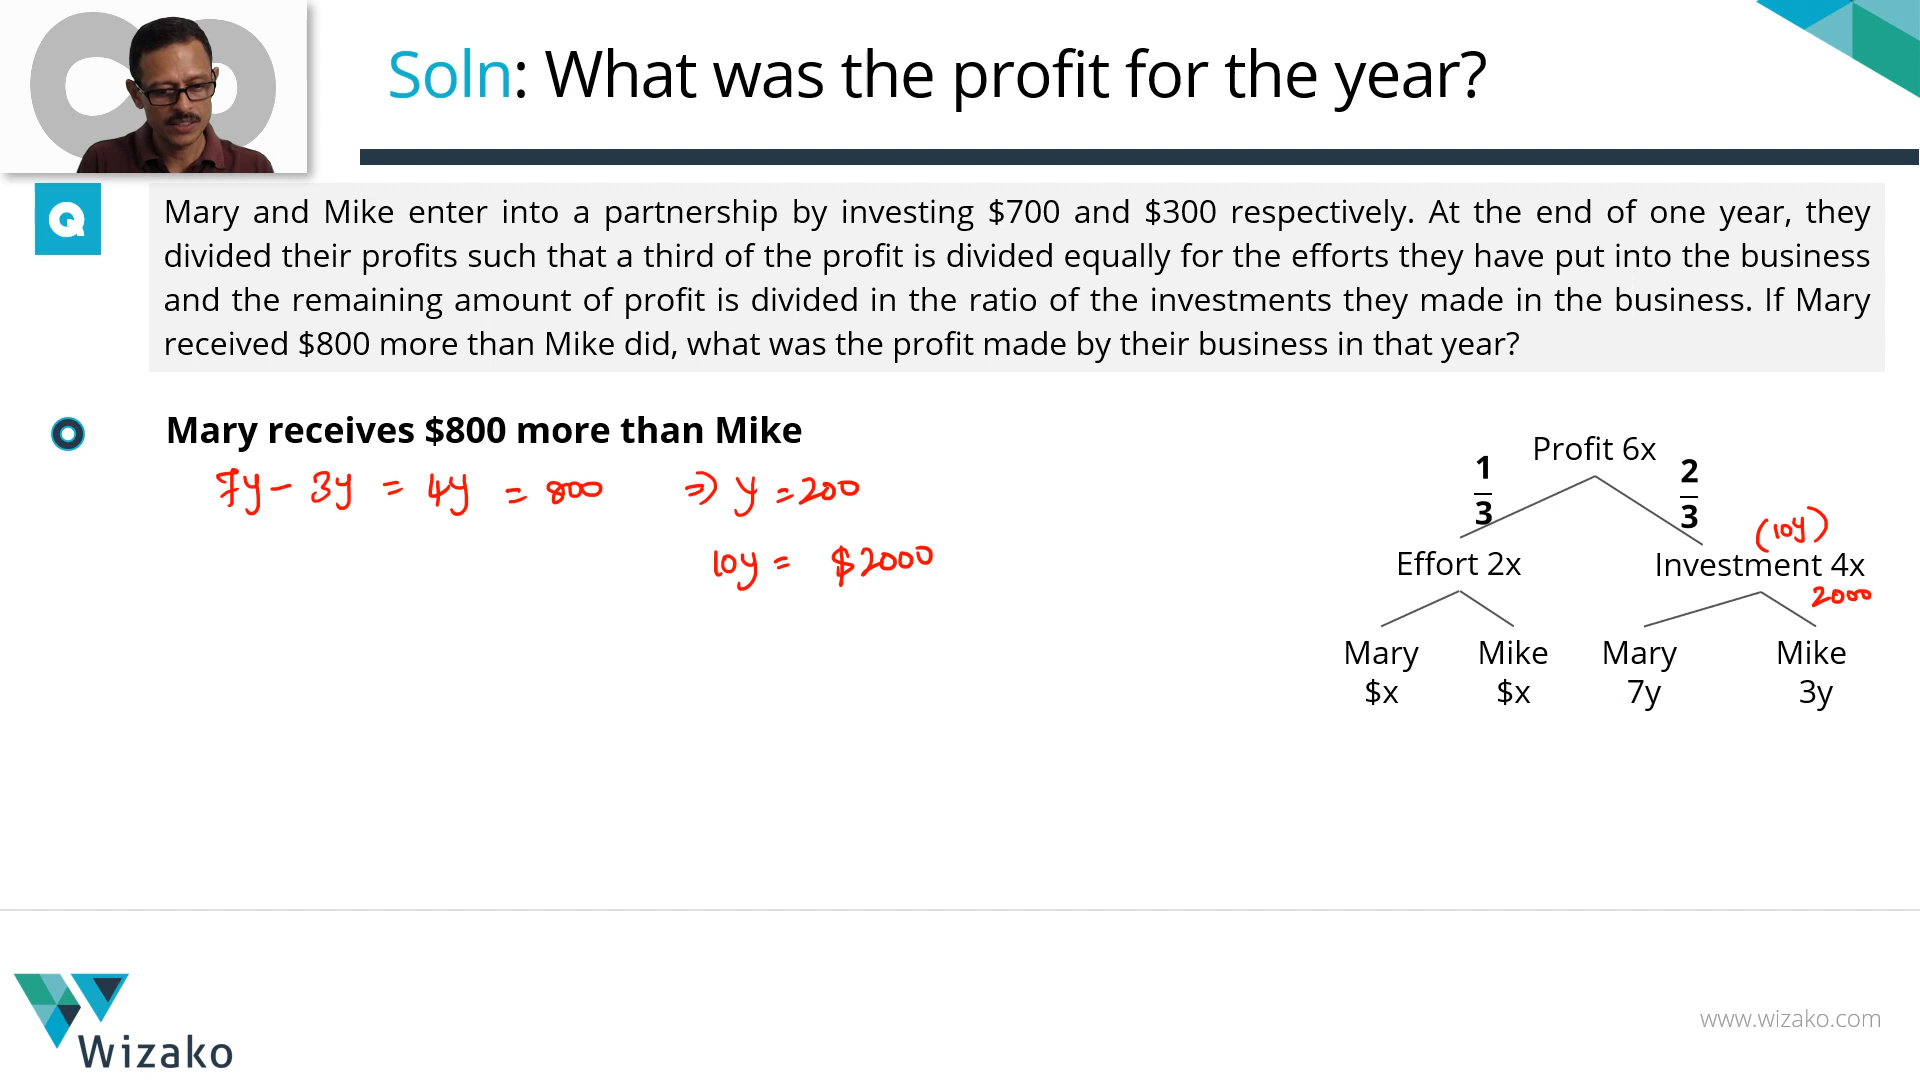 Soln: What was the profit for the year?
Q
Mary and Mike enter into a partnership by investing $700 and $300 respectively. At the end of one year, they
divided their profits such that a third of the profit is divided equally for the efforts they have put into the business
and the remaining amount of profit is divided in the ratio of the investments they made in the business. If Mary
received $800 more than Mike did, what was the profit made by their business in that year?
Mary receives $800 more than Mike
7y - 3y = 4y = 800 ⇒ y = 200
10y = $2000
Profit 6x
1/3 2/3
(10y)
Effort 2x Investment 4x
2000
Mary Mike Mary Mike
$x $x 7y 3y
Wizako
www.wizako.com